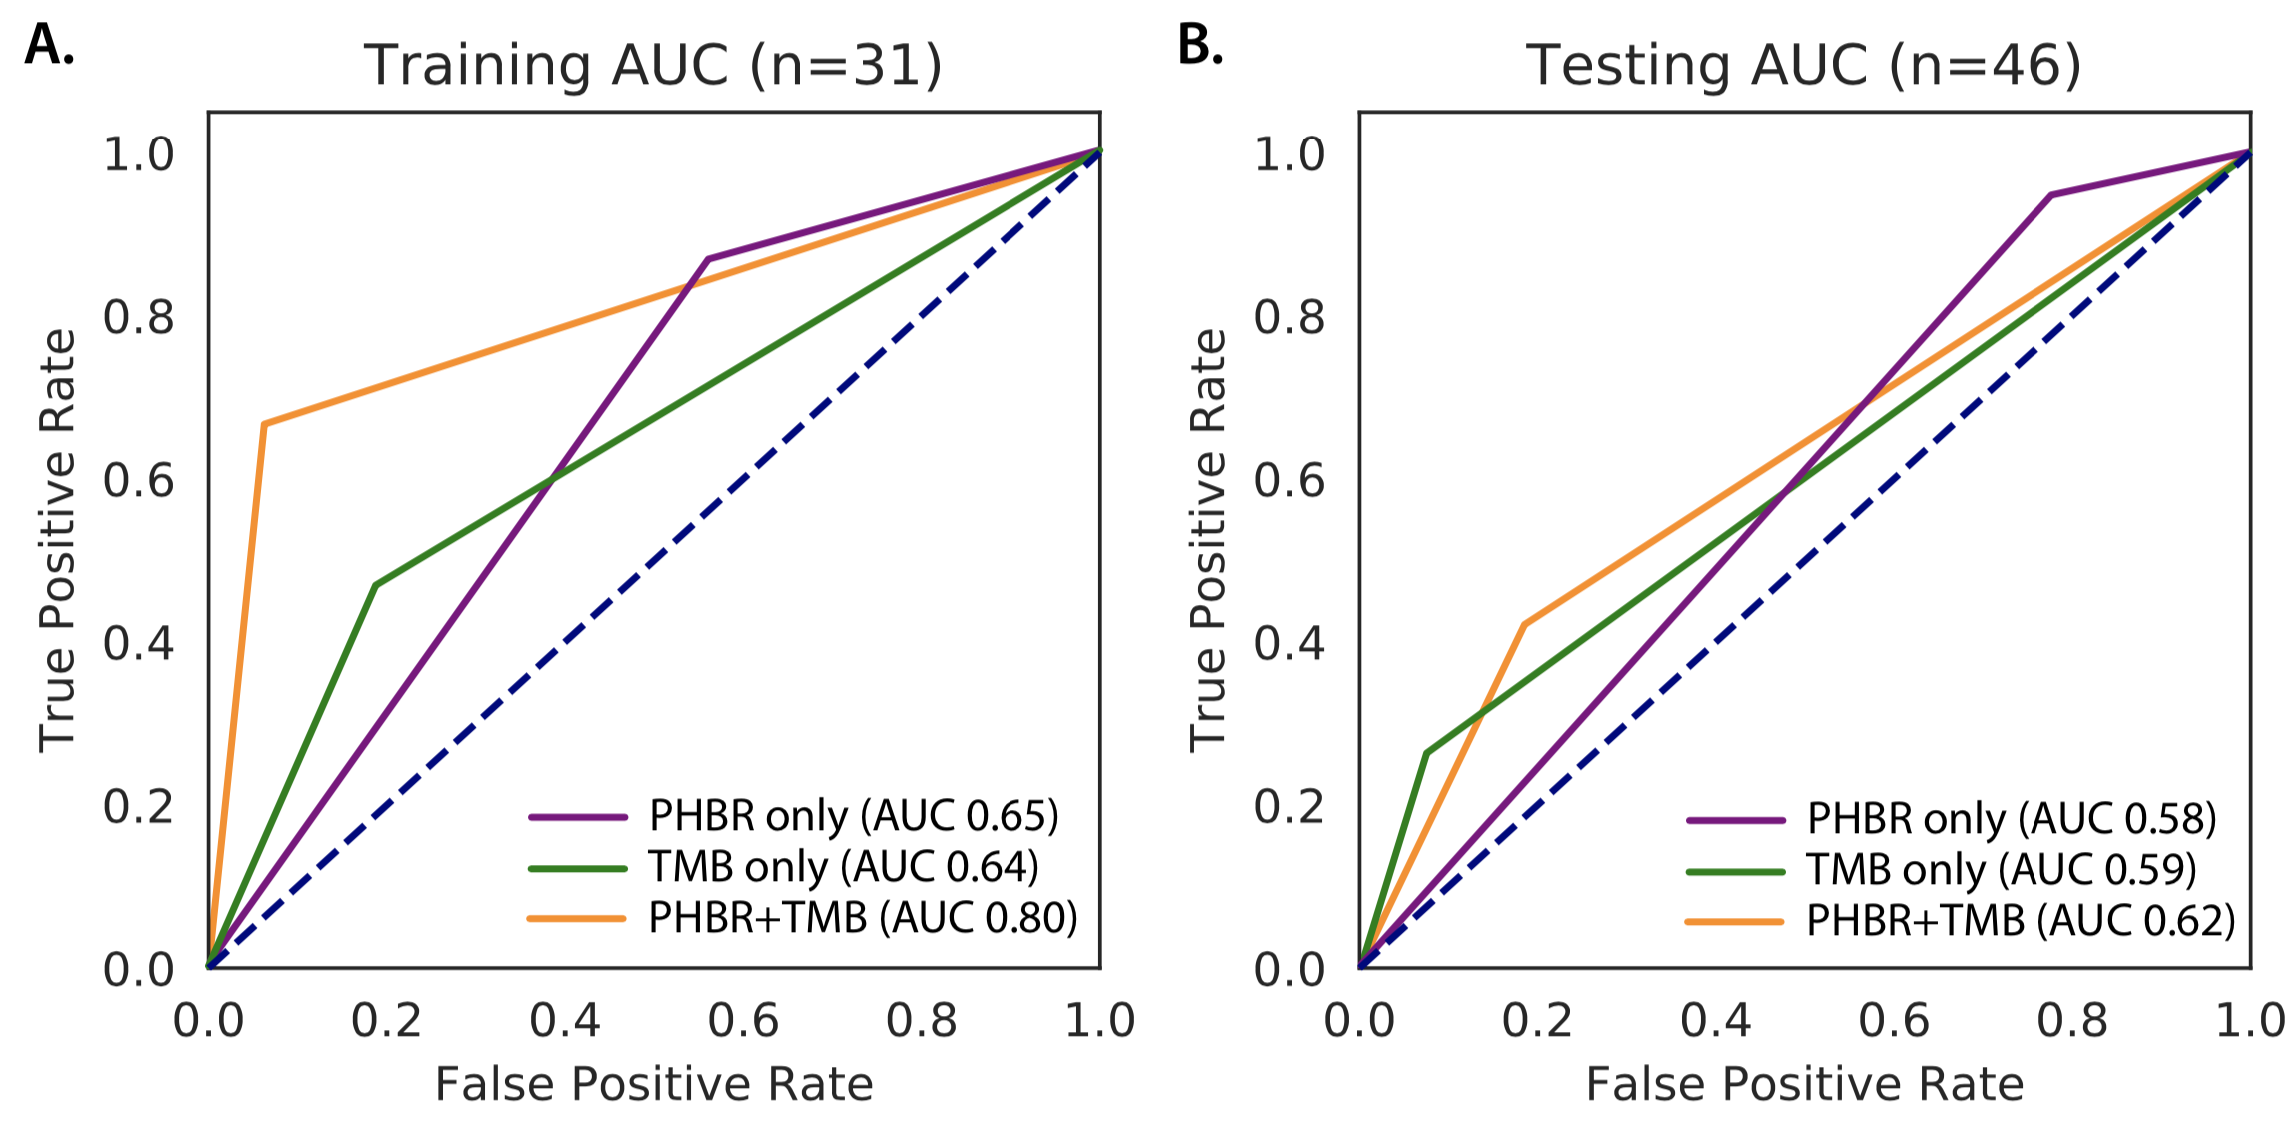 A.
Training AUC (n=31)
True Positive Rate
1.0
0.8
0.6
0.4
0.2
0.0
PHBR only (AUC 0.65)
TMB only (AUC 0.64)
PHBR+TMB (AUC 0.80)
0.0 0.2 0.4 0.6 0.8 1.0
False Positive Rate
B.
Testing AUC (n=46)
True Positive Rate
1.0
0.8
0.6
0.4
0.2
0.0
PHBR only (AUC 0.58)
TMB only (AUC 0.59)
PHBR+TMB (AUC 0.62)
0.0 0.2 0.4 0.6 0.8 1.0
False Positive Rate